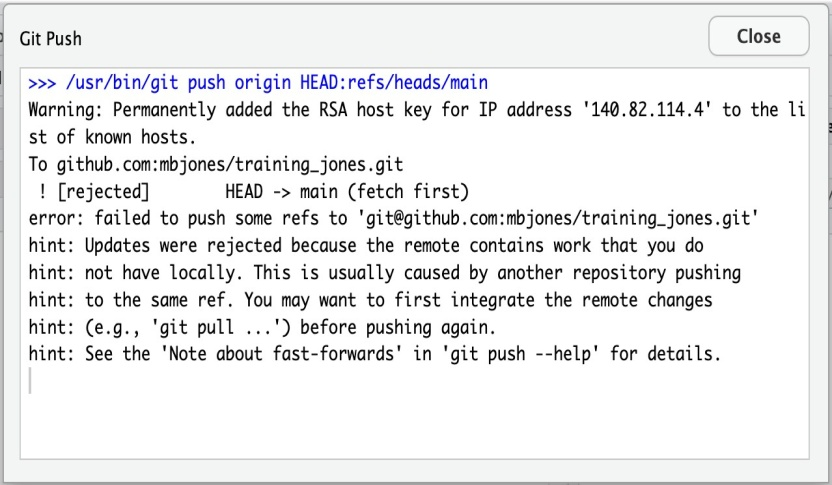 Git Push
Close
>>> /usr/bin/git push origin HEAD:refs/heads/main
Warning: Permanently added the RSA host key for IP address '140.82.114.4' to the li
st of known hosts.
To github.com:mbjones/training_jones.git
 ! [rejected]        HEAD -> main (fetch first)
error: failed to push some refs to 'git@github.com:mbjones/training_jones.git'
hint: Updates were rejected because the remote contains work that you do
hint: not have locally. This is usually caused by another repository pushing
hint: to the same ref. You may want to first integrate the remote changes
hint: (e.g., 'git pull ...') before pushing again.
hint: See the 'Note about fast-forwards' in 'git push --help' for details.